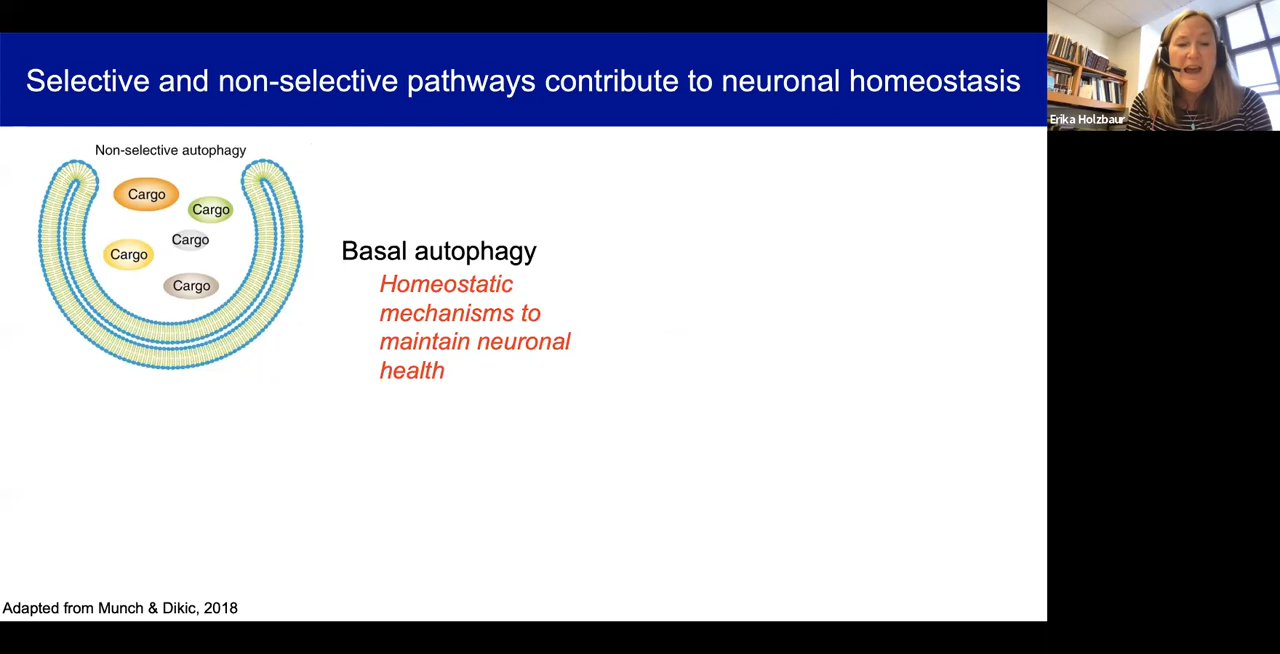 Selective and non-selective pathways contribute to neuronal homeostasis
Erika Holzbaur
Non-selective autophagy
Cargo
Cargo
Cargo
Cargo
Cargo
Basal autophagy
Homeostatic
mechanisms to
maintain neuronal
health
Adapted from Munch & Dikic, 2018